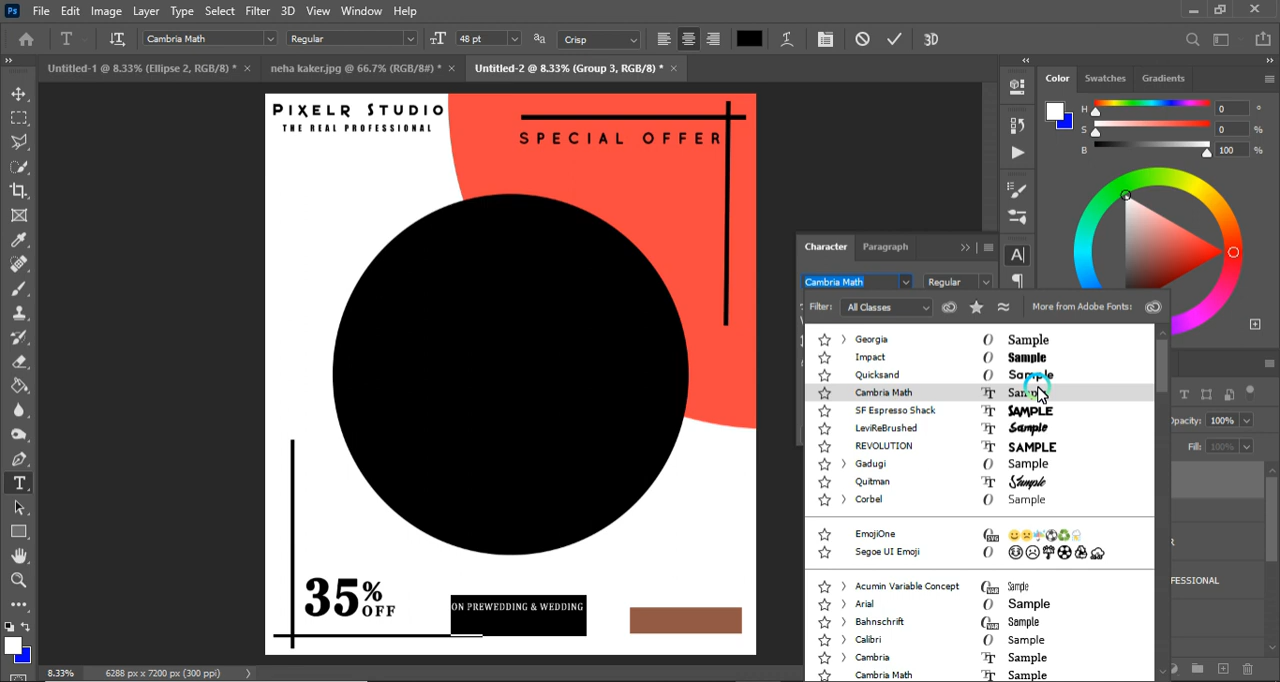 Ps File Edit Image Layer Type Select Filter 3D View Window Help
T Cambria Math Regular 48 pt aa Crisp 3D
Untitled-1 @ 8.33% (Ellipse 2, RGB/8) * × neha kaker.jpg @ 66.7% (RGB/8#) * × Untitled-2 @ 8.33% (Group 3, RGB/8) * ×
Color Swatches Gradients
H 0 °
S 0 %
B 100 %
PIXELR STUDIO
THE REAL PROFESSIONAL
SPECIAL OFFER
35% OFF
ON PREWEDDING & WEDDING
Character Paragraph
Cambria Math Regular
Filter: All Classes More from Adobe Fonts:
Georgia Sample
Impact Sample
Quicksand Sample
Cambria Math Samp
SF Espresso Shack SAMPLE
LeviReBrushed Sample
REVOLUTION SAMPLE
Gadugi Sample
Quitman Sample
Corbel Sample
EmojiOne
Segoe UI Emoji
Acumin Variable Concept Sample
Arial Sample
Bahnschrift Sample
Calibri Sample
Cambria Sample
Cambria Math Sample
Opacity: 100%
Fill: 100%
FESSIONAL
8.33% 6288 px x 7200 px (300 ppi)